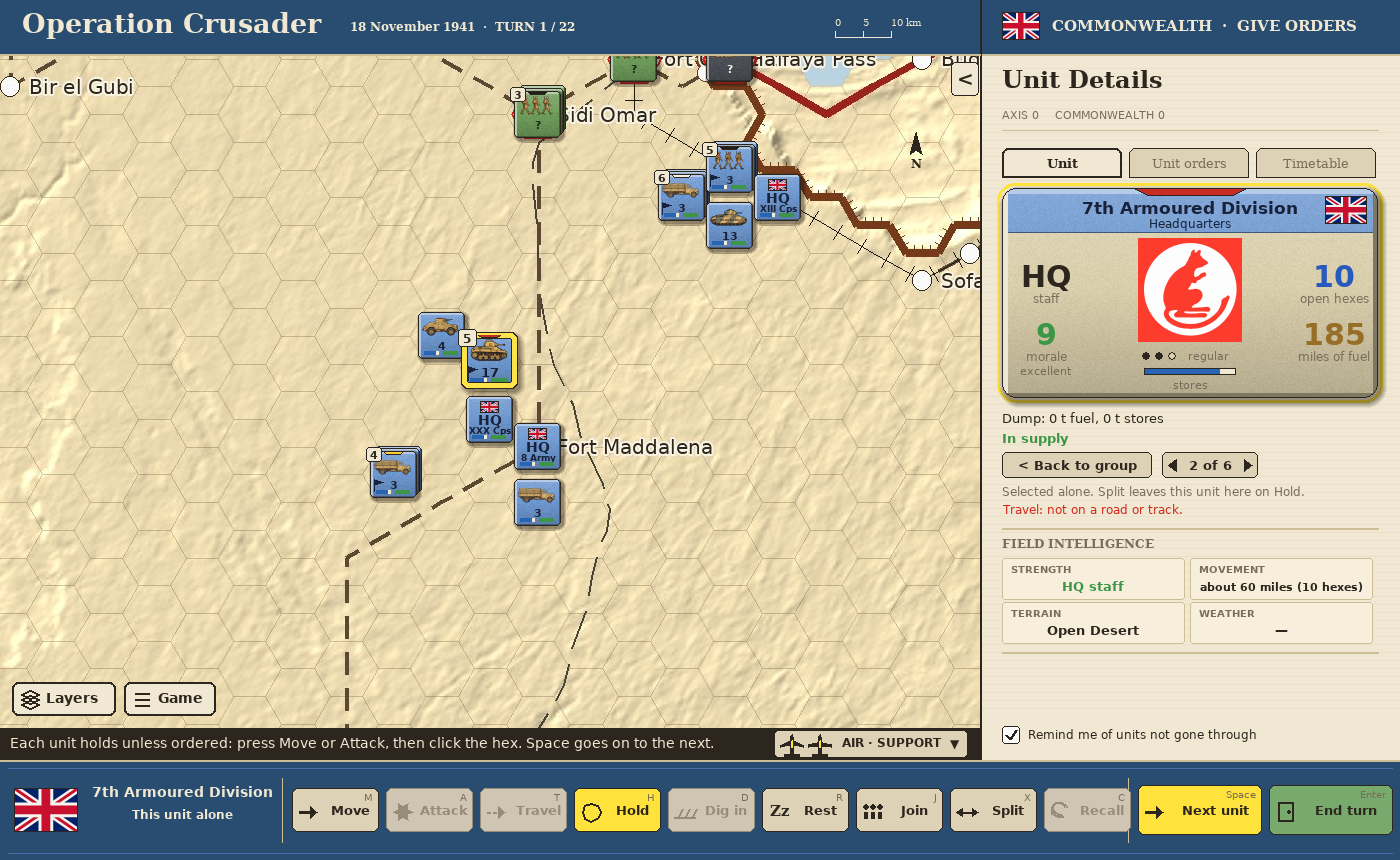 Operation Crusader
18 November 1941 · TURN 1 / 22
0 5 10 km
COMMONWEALTH · GIVE ORDERS
Bir el Gubi
?
?
3
?
Sidi Omar
Halfaya Pass
<
N
5
3
6
3
HQ
XIII Cps
13
4
5
17
HQ
XXX Cps
HQ
8 Army
Fort Maddalena
4
3
3
Layers
Game
Each unit holds unless ordered: press Move or Attack, then click the hex. Space goes on to the next.
AIR · SUPPORT ▼
Unit Details
AXIS 0 COMMONWEALTH 0
Unit
Unit orders
Timetable
7th Armoured Division
Headquarters
HQ
staff
10
open hexes
9
morale
excellent
185
miles of fuel
regular
stores
Dump: 0 t fuel, 0 t stores
In supply
< Back to group
2 of 6
Selected alone. Split leaves this unit here on Hold.
Travel: not on a road or track.
FIELD INTELLIGENCE
STRENGTH
HQ staff
MOVEMENT
about 60 miles (10 hexes)
TERRAIN
Open Desert
WEATHER
—
Remind me of units not gone through
7th Armoured Division
This unit alone
M
Move
A
Attack
T
Travel
H
Hold
D
Dig in
R
Zz Rest
J
Join
X
Split
C
Recall
Space
Next unit
Enter
End turn